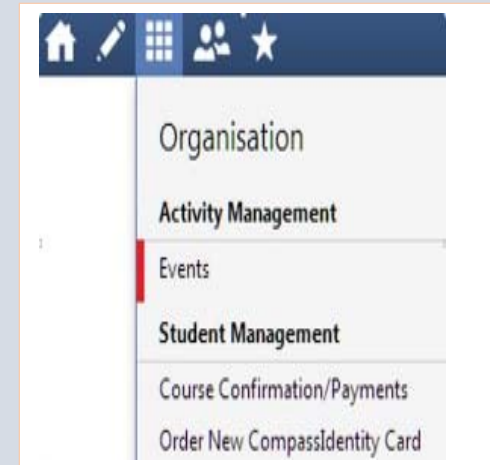 Organisation
Activity Management
Events
Student Management
Course Confirmation/Payments
Order New CompassIdentity Card